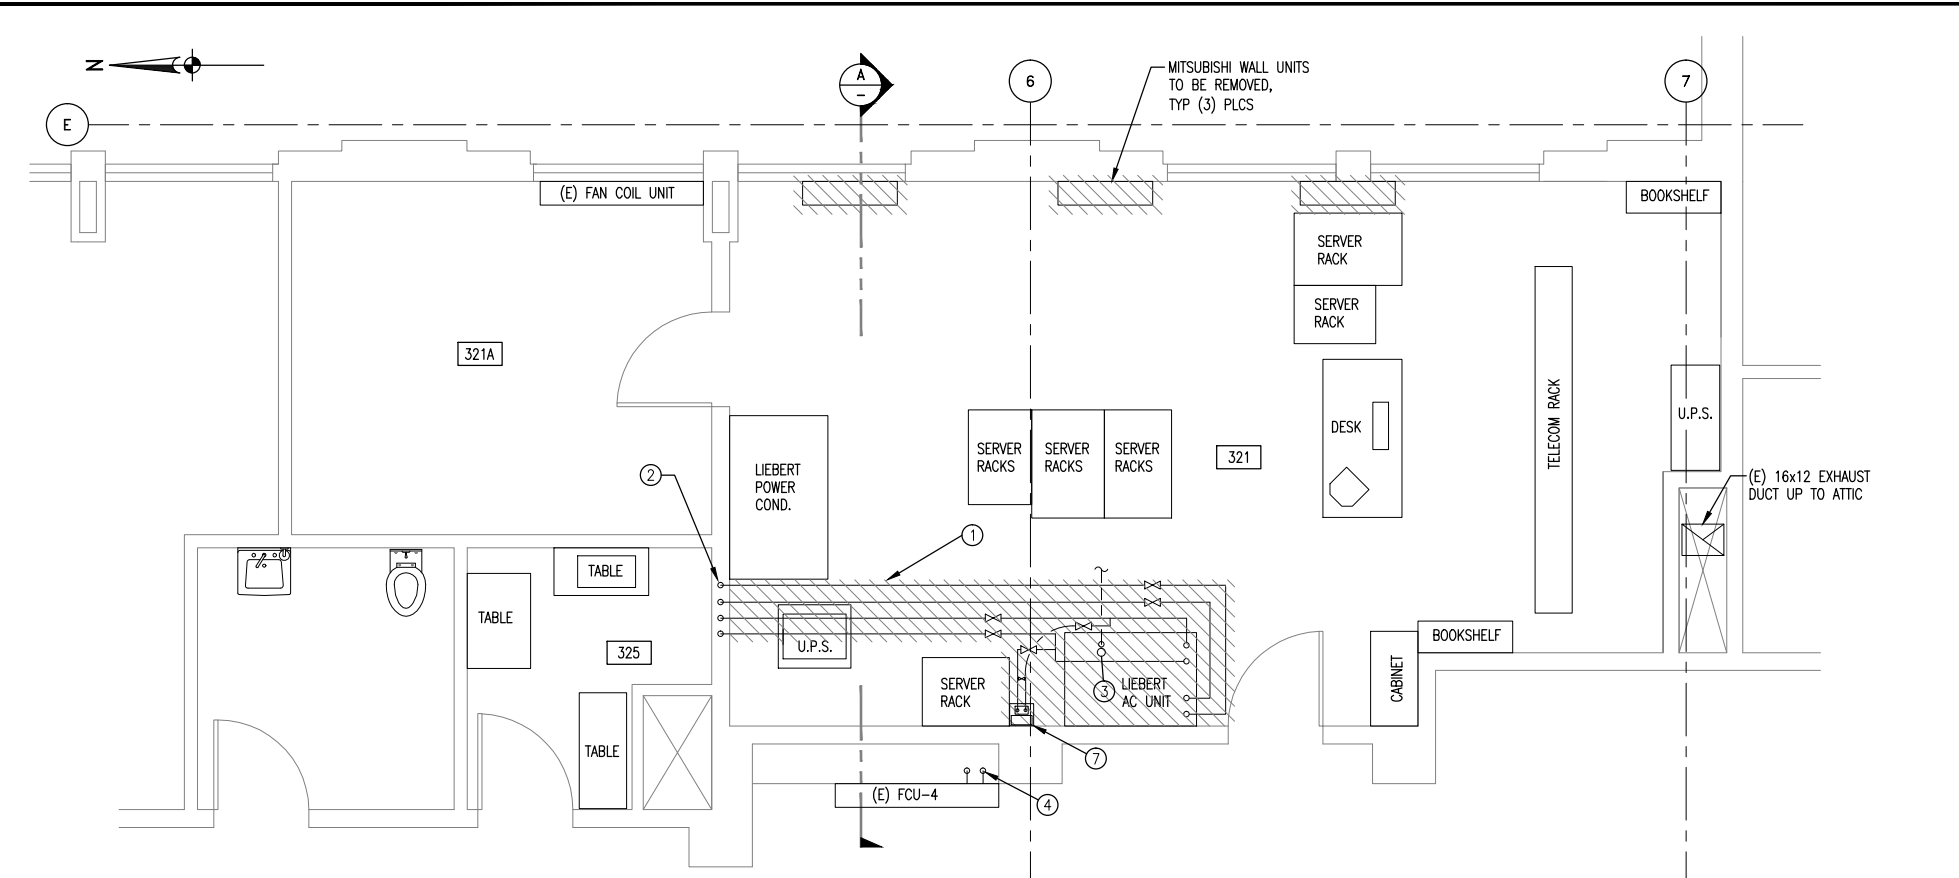 N
A
–
6
7
E
MITSUBISHI WALL UNITS
TO BE REMOVED,
TYP (3) PLCS
(E) FAN COIL UNIT
BOOKSHELF
SERVER
RACK
SERVER
RACK
321A
TELECOM RACK
U.P.S.
DESK
SERVER
RACKS
SERVER
RACKS
SERVER
RACKS
321
LIEBERT
POWER
COND.
2
(E) 16x12 EXHAUST
DUCT UP TO ATTIC
1
TABLE
TABLE
325
U.P.S.
BOOKSHELF
CABINET
SERVER
RACK
3
LIEBERT
AC UNIT
TABLE
7
(E) FCU-4
4